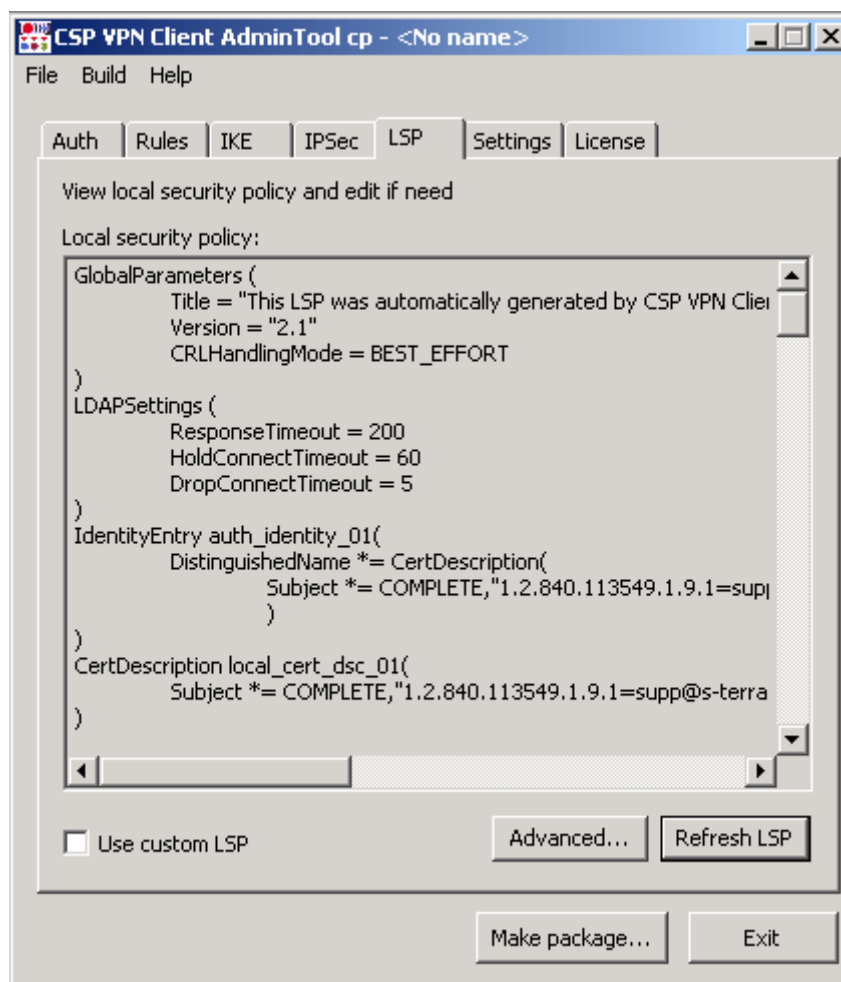 CSP VPN Client AdminTool cp - <No name>
File Build Help
Auth Rules IKE IPSec LSP Settings License
View local security policy and edit if need
Local security policy:
GlobalParameters (
Title = "This LSP was automatically generated by CSP VPN Clier
Version = "2.1"
CRLHandlingMode = BEST_EFFORT
)
LDAPSettings (
ResponseTimeout = 200
HoldConnectTimeout = 60
DropConnectTimeout = 5
)
IdentityEntry auth_identity_01(
DistinguishedName *= CertDescription(
Subject *= COMPLETE,"1.2.840.113549.1.9.1=supp
)
)
CertDescription local_cert_dsc_01(
Subject *= COMPLETE,"1.2.840.113549.1.9.1=supp@s-terra
)
Use custom LSP
Advanced... Refresh LSP
Make package... Exit